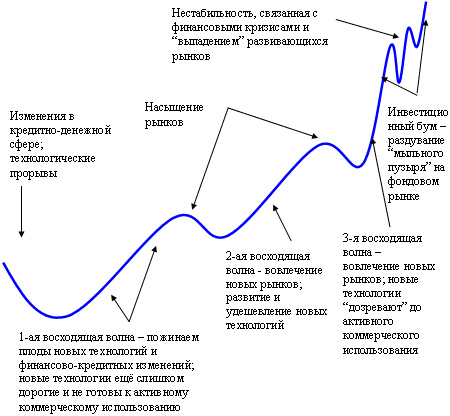 Нестабильность, связанная с
финансовыми кризисами и
“выпадением” развивающихся
рынков
Изменения в
кредитно-денежной
сфере;
технологические
прорывы
Насыщение
рынков
Инвестицио
нный бум –
раздувание
“мыльного
пузыря” на
фондовом
рынке
2-ая восходящая
волна - вовлечение
новых рынков;
развитие и
удешевление новых
технологий
3-я восходящая
волна –
вовлечение новых
рынков; новые
технологии
“дозревают” до
активного
коммерческого
использования
1-ая восходящая волна – пожинаем
плоды новых технологий и
финансово-кредитных изменений;
новые технологии ещё слишком
дорогие и не готовы к активному
коммерческому использованию